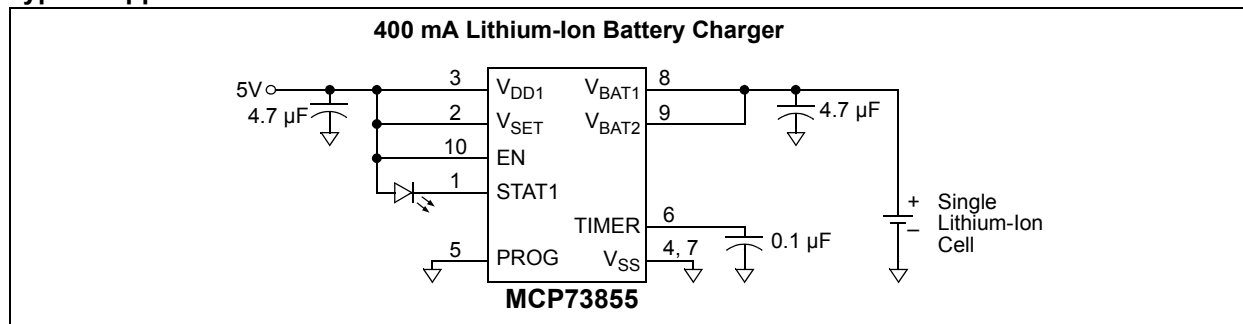 400 mA Lithium-Ion Battery Charger
5V
4.7 µF
3
2
10
1
5
VDD1
VSET
EN
STAT1
PROG
VBAT1
VBAT2
TIMER
VSS
8
9
6
4, 7
4.7 µF
0.1 µF
+
–
Single
Lithium-Ion
Cell
MCP73855